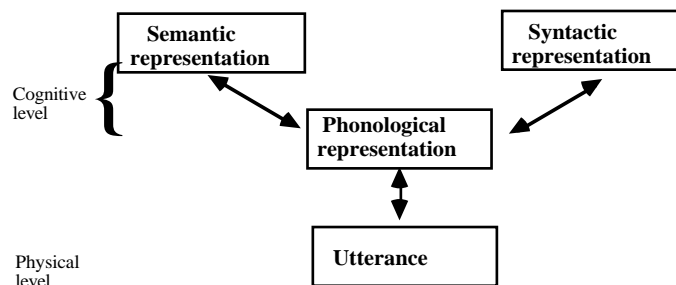 Semantic
representation
Syntactic
representation
Cognitive
level
Phonological
representation
Utterance
Physical
level